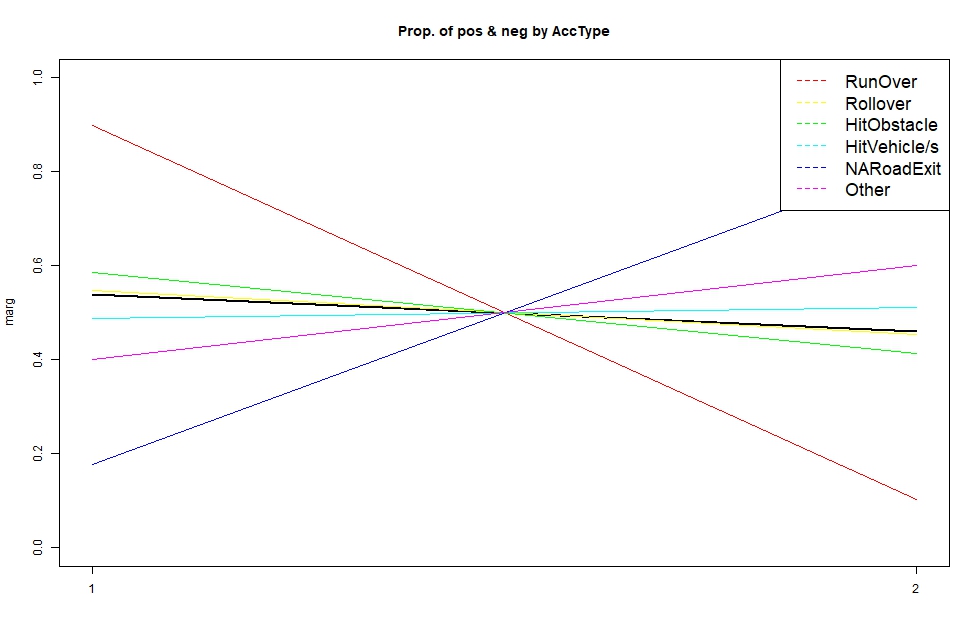 Prop. of pos & neg by AccType
RunOver
Rollover
HitObstacle
HitVehicle/s
NARoadExit
Other
marg
1.0
0.8
0.6
0.4
0.2
0.0
1
2